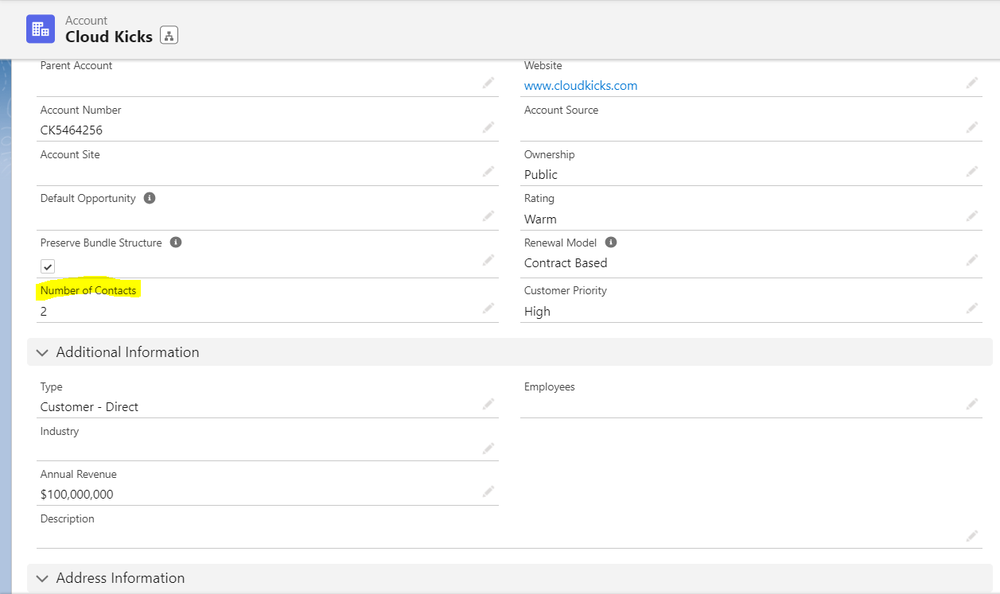 Account
Cloud Kicks
Parent Account
Website
www.cloudkicks.com
Account Number
CK5464256
Account Source
Account Site
Ownership
Public
Default Opportunity
Rating
Warm
Preserve Bundle Structure
Renewal Model
Contract Based
Number of Contacts
2
Customer Priority
High
Additional Information
Type
Customer - Direct
Employees
Industry
Annual Revenue
$100,000,000
Description
Address Information